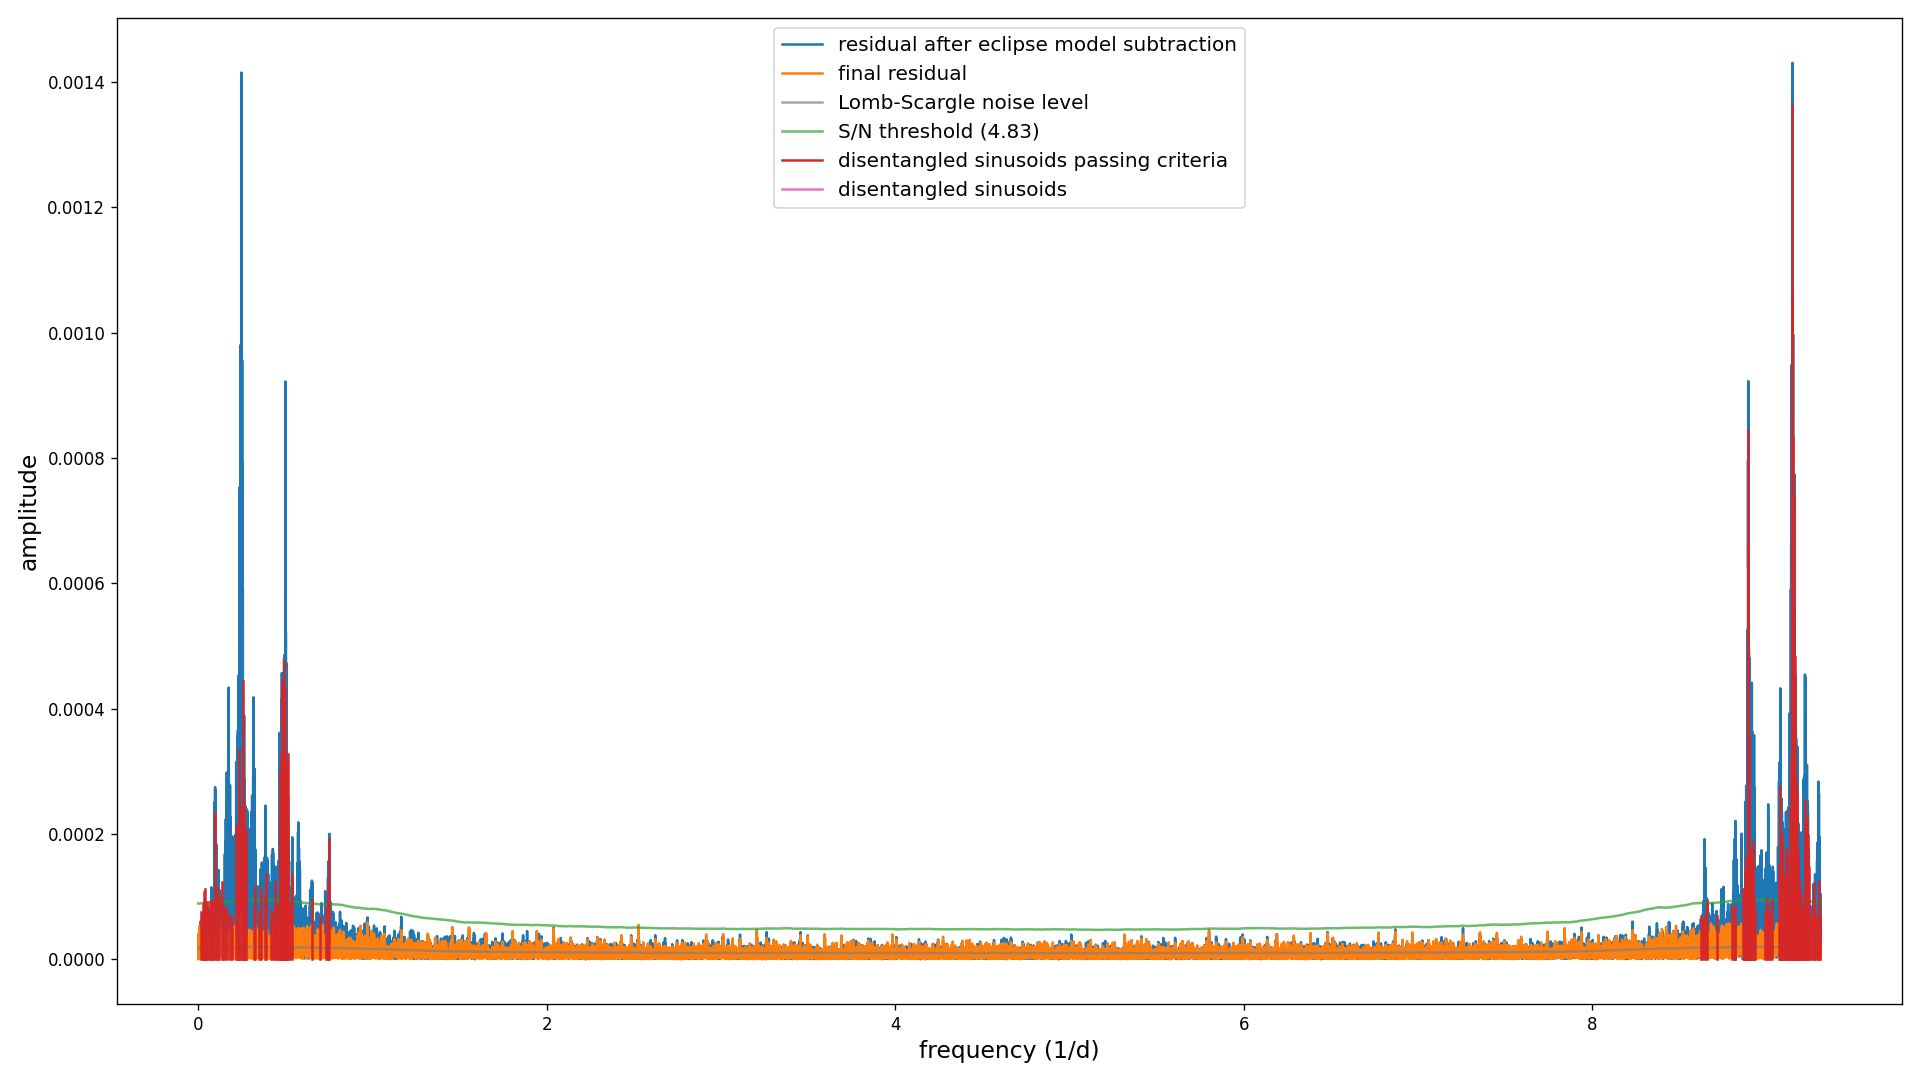 residual after eclipse model subtraction
final residual
Lomb-Scargle noise level
S/N threshold (4.83)
disentangled sinusoids passing criteria
disentangled sinusoids
0.0014
0.0012
0.0010
0.0008
0.0006
0.0004
0.0002
0.0000
amplitude
0 2 4 6 8
frequency (1/d)